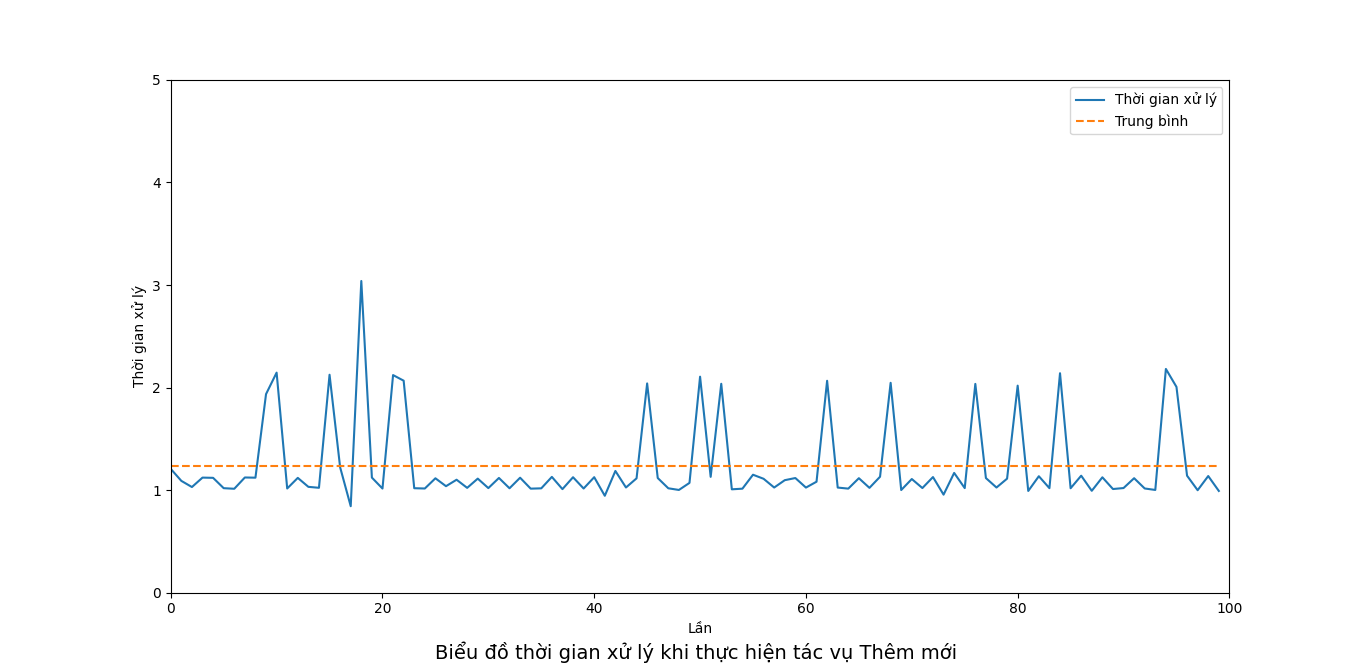 5
4
3
2
1
0
Thời gian xử lý
Thời gian xử lý
Trung bình
0 20 40 60 80 100
Lần
Biểu đồ thời gian xử lý khi thực hiện tác vụ Thêm mới